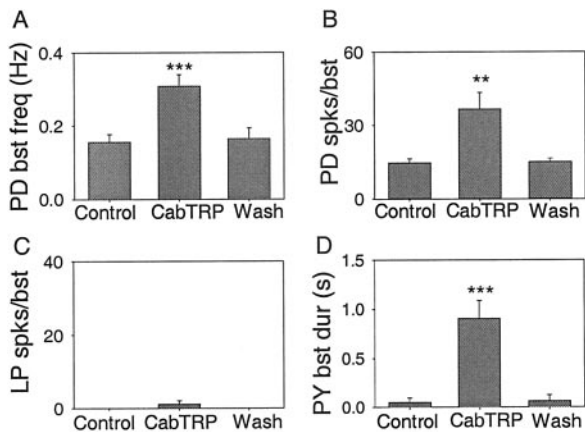 A
PD bst freq (Hz)
0.4
0.2
0.0
***
Control CabTRP Wash
B
PD spks/bst
60
30
0
**
Control CabTRP Wash
C
LP spks/bst
40
20
0
Control CabTRP Wash
D
PY bst dur (s)
1.5
1.0
0.5
0.0
***
Control CabTRP Wash